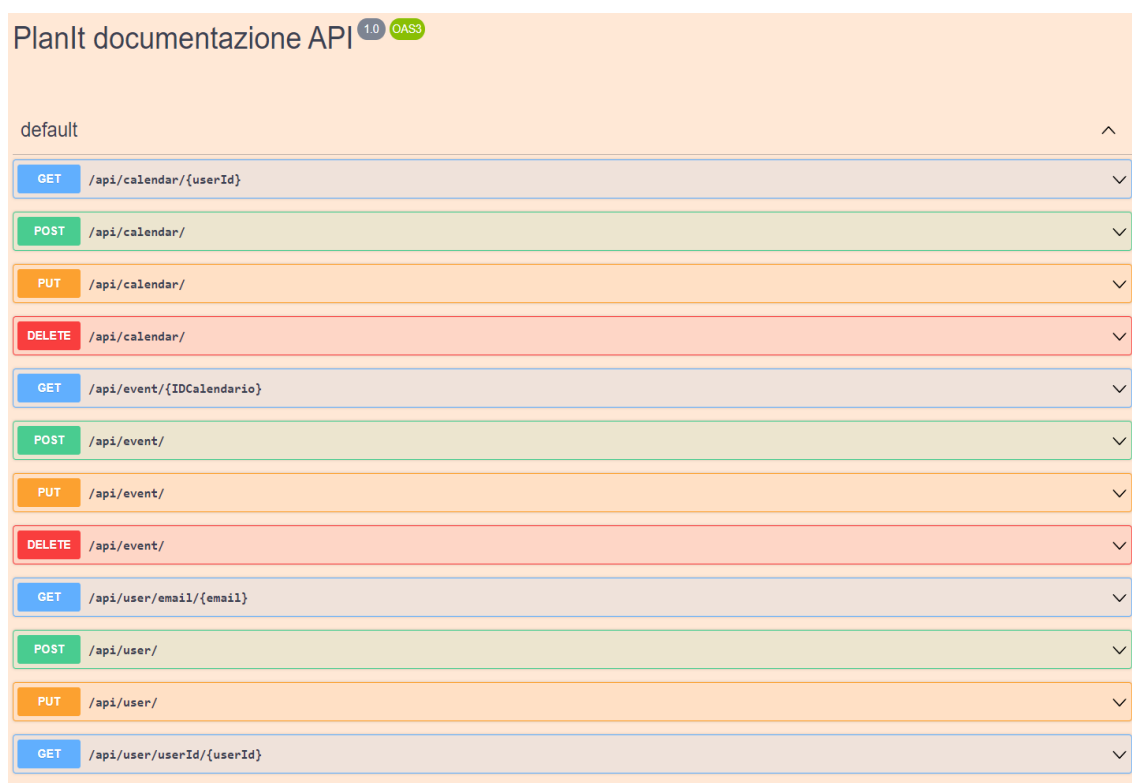 PlanIt documentazione API 1.0 OAS3
default
GET /api/calendar/{userId}
POST /api/calendar/
PUT /api/calendar/
DELETE /api/calendar/
GET /api/event/{IDCalendario}
POST /api/event/
PUT /api/event/
DELETE /api/event/
GET /api/user/email/{email}
POST /api/user/
PUT /api/user/
GET /api/user/userId/{userId}